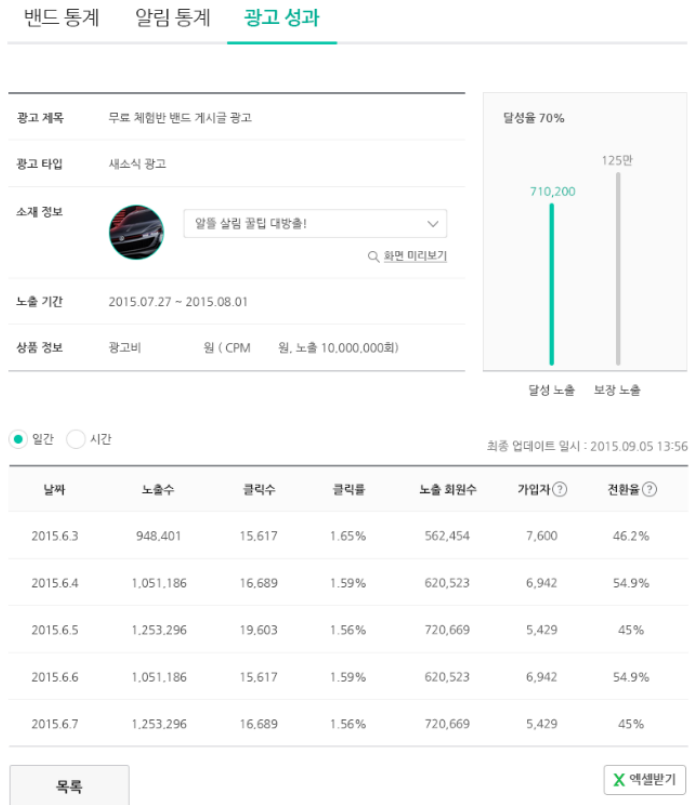 밴드 통계 알림 통계 광고 성과
광고 제목 무료 체험반 밴드 게시글 광고
광고 타입 새소식 광고
소재 정보 알뜰 살림 꿀팁 대방출!
화면 미리보기
노출 기간 2015.07.27 ~ 2015.08.01
상품 정보 광고비 원 ( CPM 원, 노출 10,000,000회)
달성율 70%
125만
710,200
달성 노출 보장 노출
일간 시간
최종 업데이트 일시 : 2015.09.05 13:56
날짜 노출수 클릭수 클릭률 노출 회원수 가입자 ? 전환율 ?
2015.6.3 948,401 15,617 1.65% 562,454 7,600 46.2%
2015.6.4 1,051,186 16,689 1.59% 620,523 6,942 54.9%
2015.6.5 1,253,296 19,603 1.56% 720,669 5,429 45%
2015.6.6 1,051,186 15,617 1.59% 620,523 6,942 54.9%
2015.6.7 1,253,296 16,689 1.56% 720,669 5,429 45%
목록 X 엑셀받기